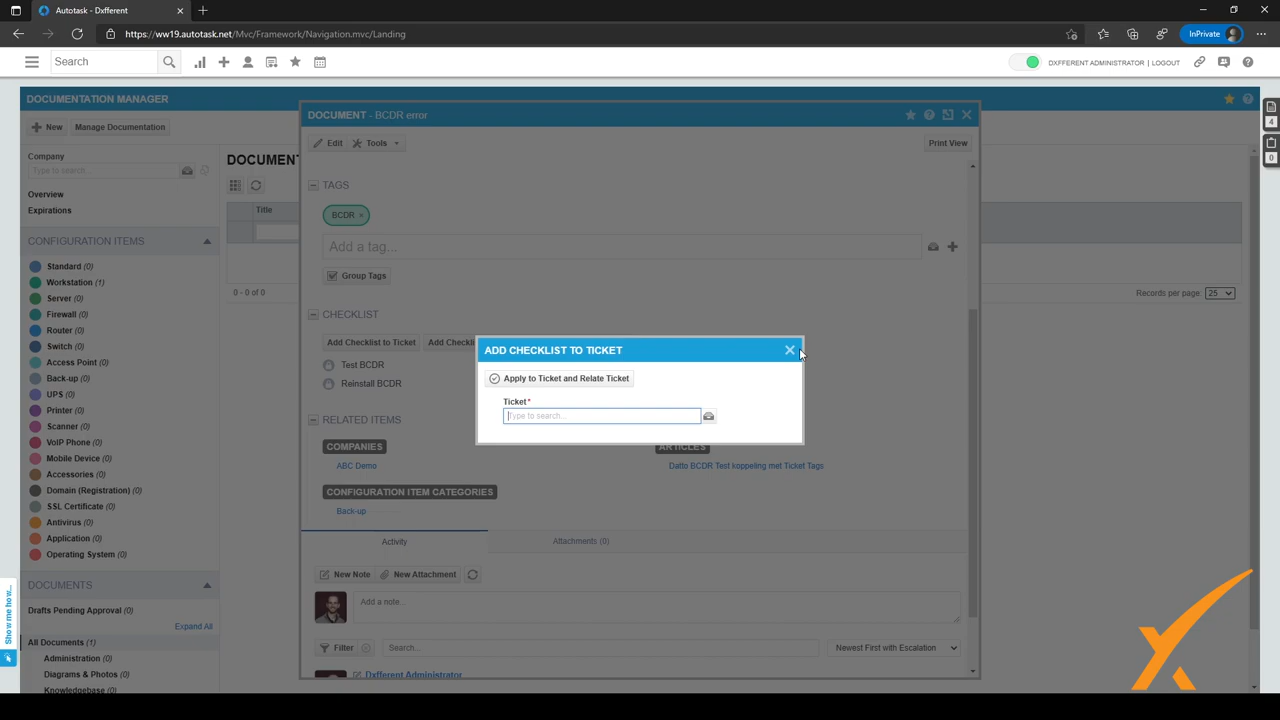 Autotask - Dxfferent
https://ww19.autotask.net/Mvc/Framework/Navigation.mvc/Landing
InPrivate
Search
DXFFERENT ADMINISTRATOR | LOGOUT
DOCUMENTATION MANAGER
New
Manage Documentation
Company
Type to search...
Overview
Expirations
CONFIGURATION ITEMS
Standard (0)
Workstation (1)
Server (0)
Firewall (0)
Router (0)
Switch (0)
Access Point (0)
Back-up (0)
UPS (0)
Printer (0)
Scanner (0)
VoIP Phone (0)
Mobile Device (0)
Accessories (0)
Domain (Registration) (0)
SSL Certificate (0)
Antivirus (0)
Application (0)
Operating System (0)
DOCUMENTS
Drafts Pending Approval (0)
Expand All
All Documents (1)
Administration (0)
Diagrams & Photos (0)
Knowledgebase (0)
Show me how...
DOCUMENT
Title
0 - 0 of 0
Records per page: 25
4
0
DOCUMENT - BCDR error
Edit
Tools
Print View
TAGS
BCDR ×
Add a tag...
Group Tags
CHECKLIST
Add Checklist to Ticket
Add Checkli
Test BCDR
Reinstall BCDR
ADD CHECKLIST TO TICKET
Apply to Ticket and Relate Ticket
Ticket*
Type to search...
RELATED ITEMS
COMPANIES
ARTICLES
ABC Demo
Datto BCDR Test koppeling met Ticket Tags
CONFIGURATION ITEM CATEGORIES
Back-up
Activity
Attachments (0)
New Note
New Attachment
Add a note...
Filter
Search...
Newest First with Escalation
Dxfferent Administrator